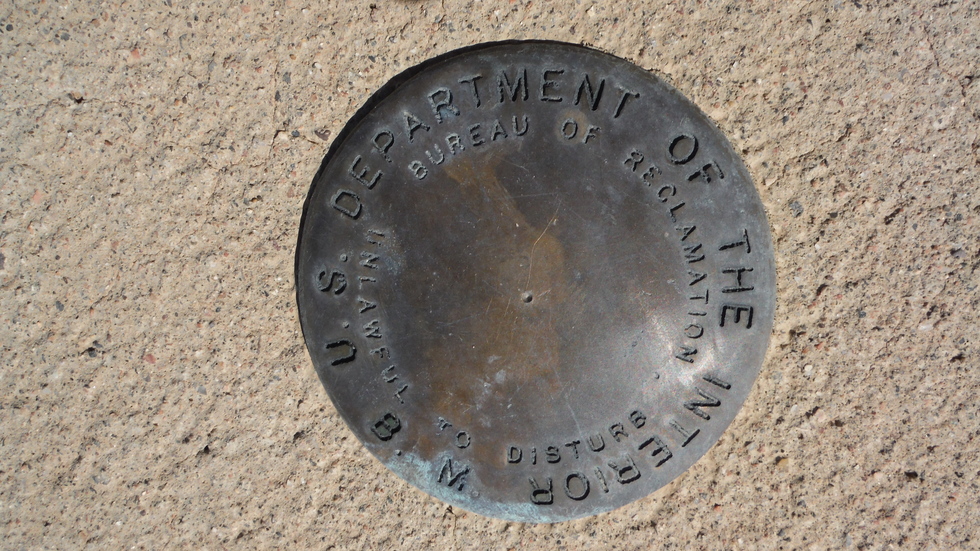 U.S. DEPARTMENT OF THE INTERIOR
BUREAU OF RECLAMATION
UNLAWFUL TO DISTURB
B. M.